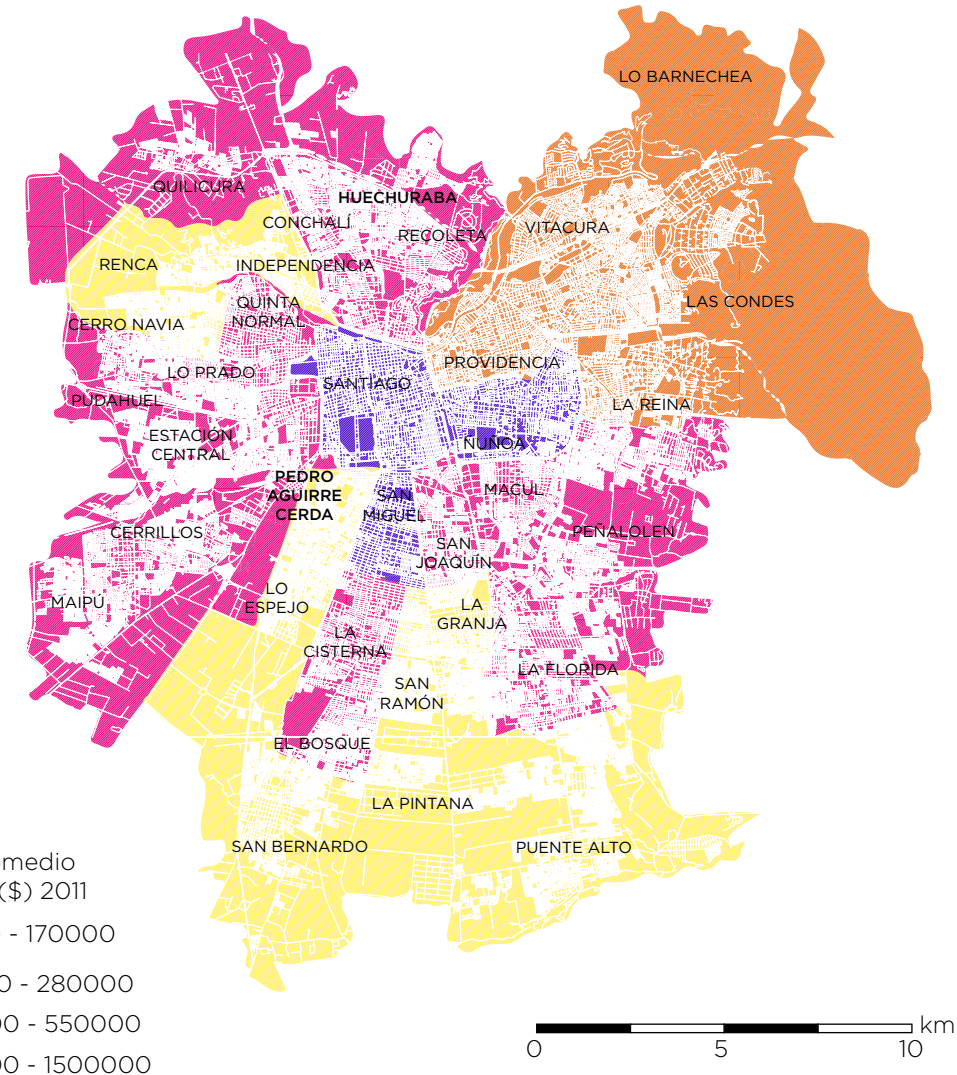 LO BARNECHEA
QUILICURA
HUECHURABA
CONCHALÍ
RECOLETA
VITACURA
RENCA
INDEPENDENCIA
QUINTA
NORMAL
LAS CONDES
CERRO NAVIA
PROVIDENCIA
LO PRADO
SANTIAGO
PUDAHUEL
LA REINA
ESTACIÓN
CENTRAL
ÑUÑOA
PEDRO
AGUIRRE
CERDA
SAN
MIGUEL
MACUL
CERRILLOS
PEÑALOLEN
SAN
JOAQUÍN
MAIPÚ
LO
ESPEJO
LA
GRANJA
LA
CISTERNA
LA FLORIDA
SAN
RAMÓN
EL BOSQUE
LA PINTANA
SAN BERNARDO
PUENTE ALTO
medio
($) 2011
- 170000
0 - 280000
00 - 550000
00 - 1500000
km
0 5 10